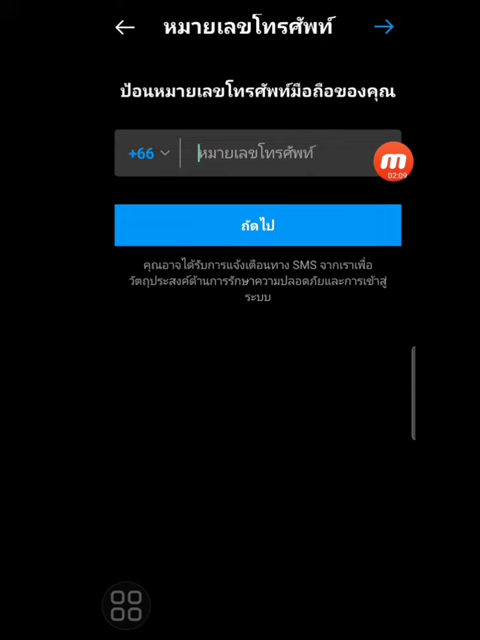 หมายเลขโทรศัพท์
ป้อนหมายเลขโทรศัพท์มือถือของคุณ
+66 หมายเลขโทรศัพท์
02:09
ถัดไป
คุณอาจได้รับการแจ้งเตือนทาง SMS จากเราเพื่อ
วัตถุประสงค์ด้านการรักษาความปลอดภัยและการเข้าสู่
ระบบ